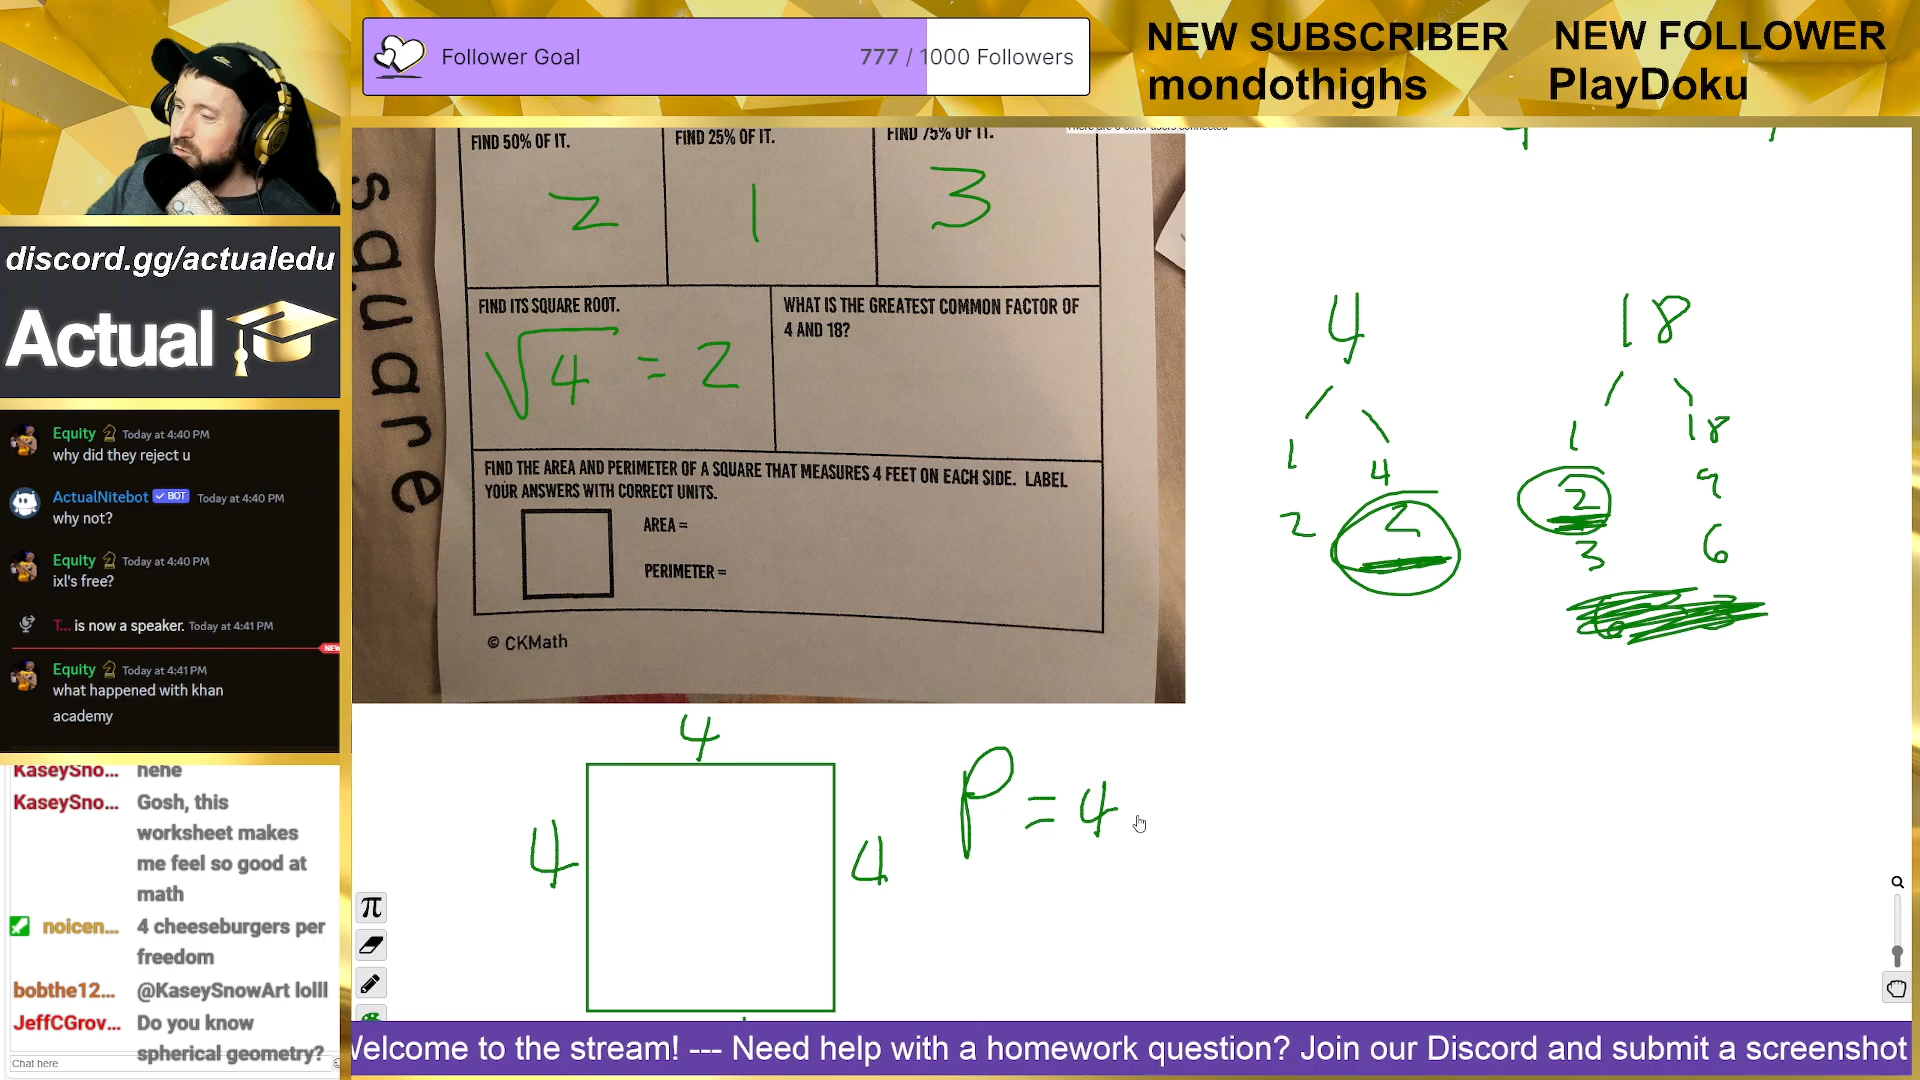 Follower Goal
777 / 1000 Followers
NEW SUBSCRIBER
mondothighs
NEW FOLLOWER
PlayDoku
discord.gg/actualedu
Actual
Equity Today at 4:40 PM
why did they reject u
ActualNitebot BOT Today at 4:40 PM
why not?
Equity Today at 4:40 PM
ixl's free?
T... is now a speaker. Today at 4:41 PM
NEW
Equity Today at 4:41 PM
what happened with khan
academy
KaseySno... hehe
KaseySno... Gosh, this
worksheet makes
me feel so good at
math
noicen... 4 cheeseburgers per
freedom
bobthe12... @KaseySnowArt lolll
JeffCGrov... Do you know
spherical geometry?
Chat here
square
FIND 50% OF IT.
2
FIND 25% OF IT.
1
FIND 75% OF IT.
3
FIND ITS SQUARE ROOT.
√4 = 2
WHAT IS THE GREATEST COMMON FACTOR OF
4 AND 18?
FIND THE AREA AND PERIMETER OF A SQUARE THAT MEASURES 4 FEET ON EACH SIDE. LABEL
YOUR ANSWERS WITH CORRECT UNITS.
AREA =
PERIMETER =
© CKMath
4
1 4
2 2
18
1 18
2 9
3 6
4
4 4
P = 4
π
Welcome to the stream! --- Need help with a homework question? Join our Discord and submit a screenshot